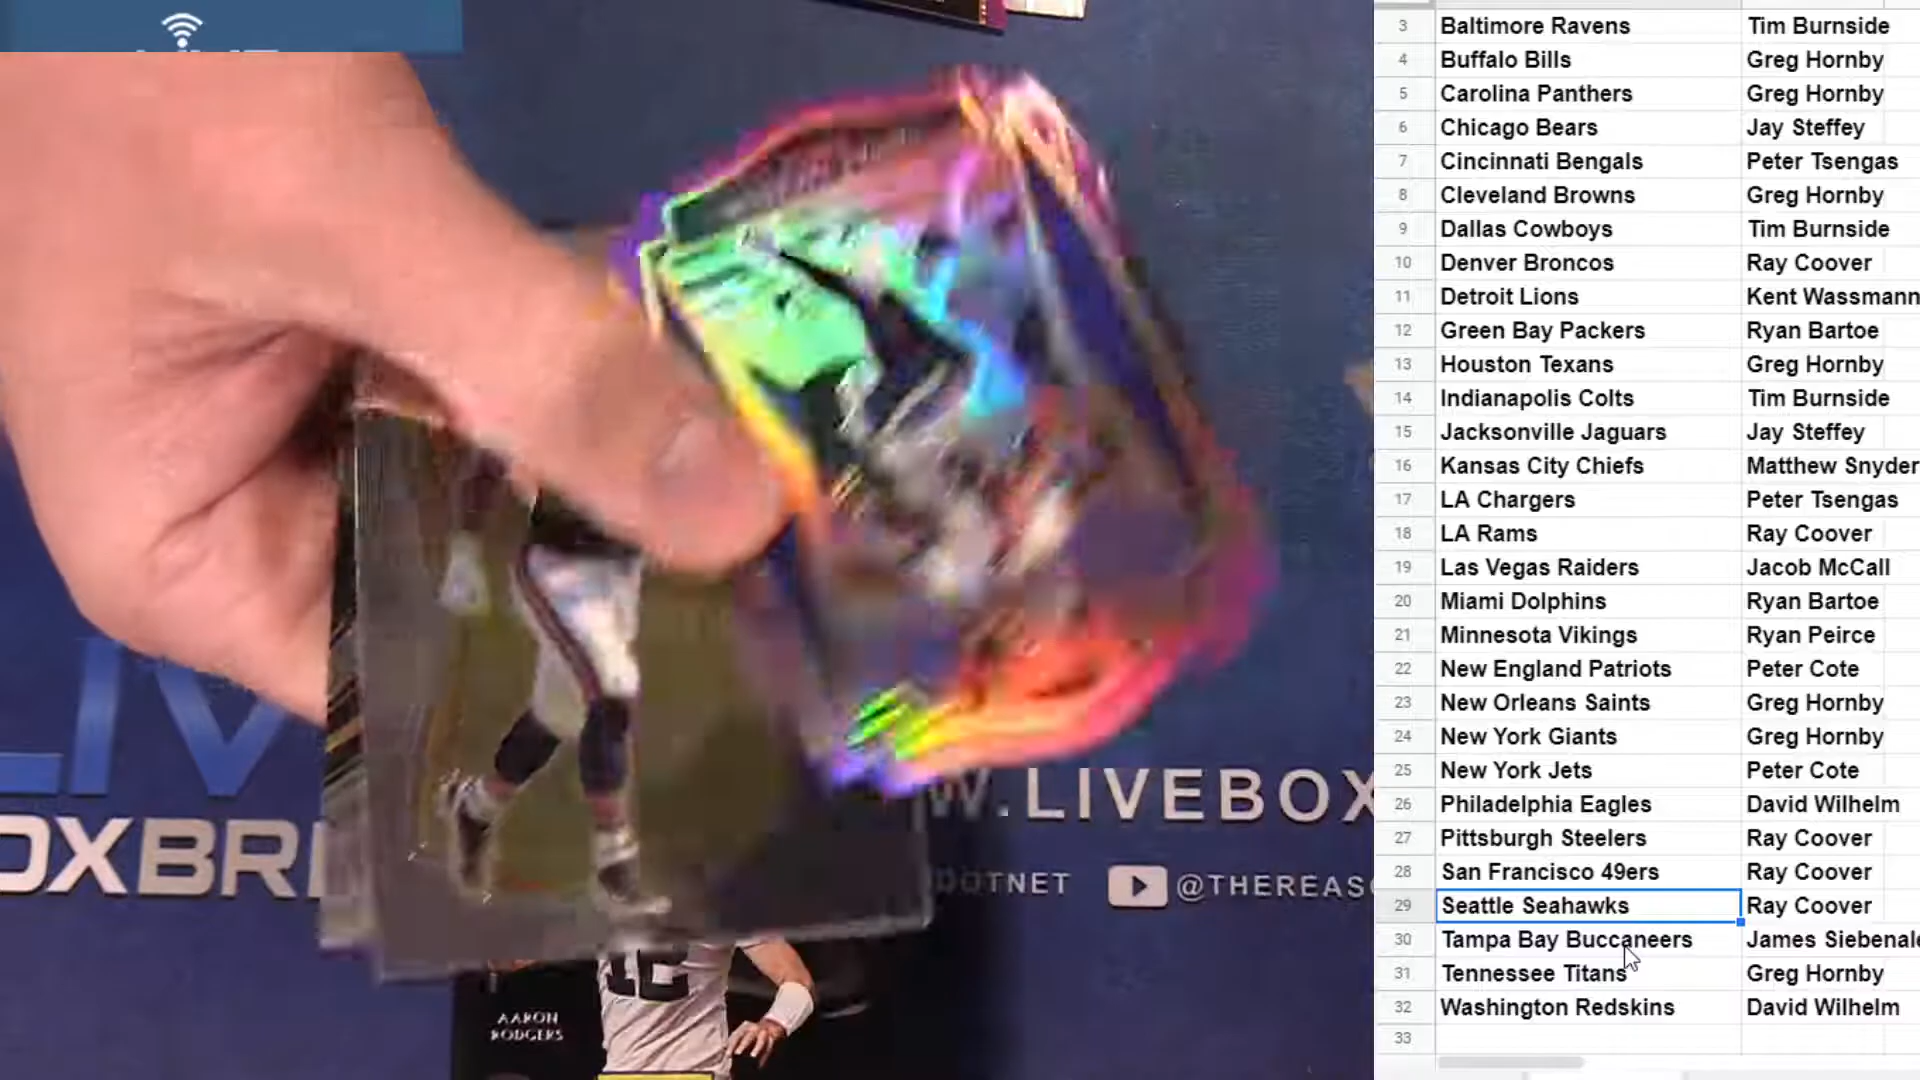 LIV
OXBR
W.LIVEBOX
DOTNET
@THEREAS
AARON
RODGERS
12
3 Baltimore Ravens Tim Burnside
4 Buffalo Bills Greg Hornby
5 Carolina Panthers Greg Hornby
6 Chicago Bears Jay Steffey
7 Cincinnati Bengals Peter Tsengas
8 Cleveland Browns Greg Hornby
9 Dallas Cowboys Tim Burnside
10 Denver Broncos Ray Coover
11 Detroit Lions Kent Wassmann
12 Green Bay Packers Ryan Bartoe
13 Houston Texans Greg Hornby
14 Indianapolis Colts Tim Burnside
15 Jacksonville Jaguars Jay Steffey
16 Kansas City Chiefs Matthew Snyder
17 LA Chargers Peter Tsengas
18 LA Rams Ray Coover
19 Las Vegas Raiders Jacob McCall
20 Miami Dolphins Ryan Bartoe
21 Minnesota Vikings Ryan Peirce
22 New England Patriots Peter Cote
23 New Orleans Saints Greg Hornby
24 New York Giants Greg Hornby
25 New York Jets Peter Cote
26 Philadelphia Eagles David Wilhelm
27 Pittsburgh Steelers Ray Coover
28 San Francisco 49ers Ray Coover
29 Seattle Seahawks Ray Coover
30 Tampa Bay Buccaneers James Siebenale
31 Tennessee Titans Greg Hornby
32 Washington Redskins David Wilhelm
33